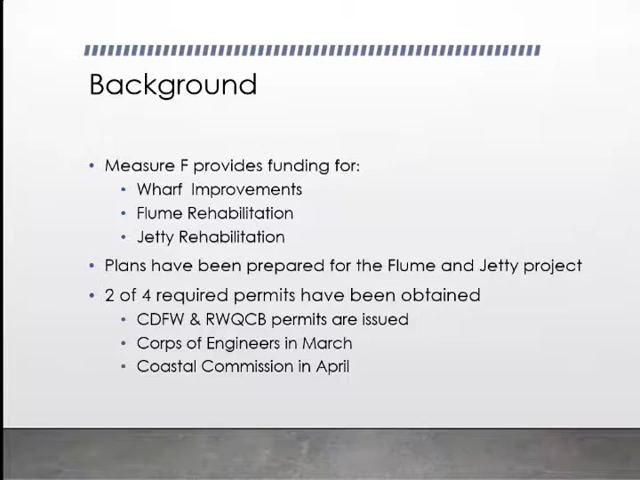 Background
• Measure F provides funding for:
• Wharf Improvements
• Flume Rehabilitation
• Jetty Rehabilitation
• Plans have been prepared for the Flume and Jetty project
• 2 of 4 required permits have been obtained
• CDFW & RWQCB permits are issued
• Corps of Engineers in March
• Coastal Commission in April